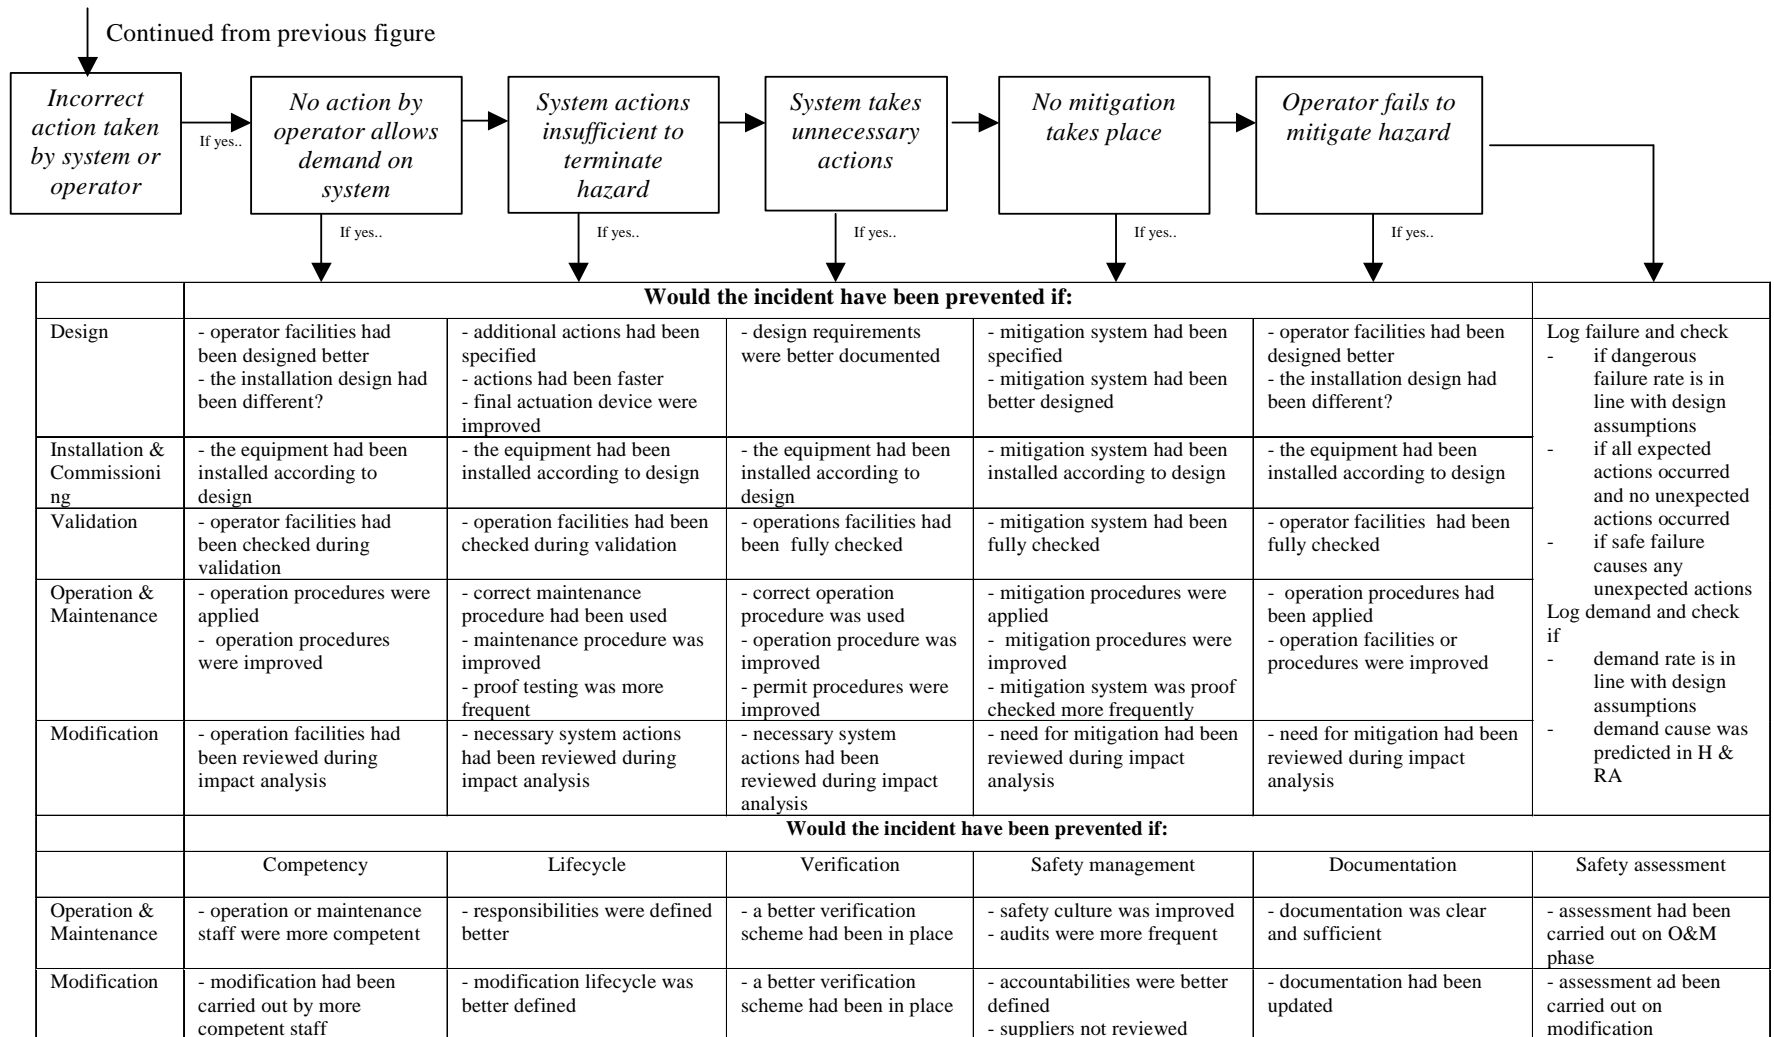 Continued from previous figure
Incorrect
action taken
by system or
operator
If yes..
No action by
operator allows
demand on
system
System actions
insufficient to
terminate
hazard
System takes
unnecessary
actions
No mitigation
takes place
Operator fails to
mitigate hazard
If yes..
If yes..
If yes..
If yes..
If yes..
Would the incident have been prevented if:
Design
- operator facilities had
been designed better
- the installation design had
been different?
- additional actions had been
specified
- actions had been faster
- final actuation device were
improved
- design requirements
were better documented
- mitigation system had been
specified
- mitigation system had been
better designed
- operator facilities had been
designed better
- the installation design had
been different?
Log failure and check
- if dangerous
failure rate is in
line with design
assumptions
- if all expected
actions occurred
and no unexpected
actions occurred
- if safe failure
causes any
unexpected actions
Log demand and check
if
- demand rate is in
line with design
assumptions
- demand cause was
predicted in H &
RA
Installation &
Commissioni
ng
- the equipment had been
installed according to
design
- the equipment had been
installed according to design
- the equipment had been
installed according to
design
- mitigation system had been
installed according to design
- the equipment had been
installed according to design
Validation
- operator facilities had
been checked during
validation
- operation facilities had been
checked during validation
- operations facilities had
been fully checked
- mitigation system had been
fully checked
- operator facilities had been
fully checked
Operation &
Maintenance
- operation procedures were
applied
- operation procedures
were improved
- correct maintenance
procedure had been used
- maintenance procedure was
improved
- proof testing was more
frequent
- correct operation
procedure was used
- operation procedure was
improved
- permit procedures were
improved
- mitigation procedures were
applied
- mitigation procedures were
improved
- mitigation system was proof
checked more frequently
- operation procedures had
been applied
- operation facilities or
procedures were improved
Modification
- operation facilities had
been reviewed during
impact analysis
- necessary system actions
had been reviewed during
impact analysis
- necessary system
actions had been
reviewed during impact
analysis
- need for mitigation had been
reviewed during impact
analysis
- need for mitigation had been
reviewed during impact
analysis
Would the incident have been prevented if:
Competency
Lifecycle
Verification
Safety management
Documentation
Safety assessment
Operation &
Maintenance
- operation or maintenance
staff were more competent
- responsibilities were defined
better
- a better verification
scheme had been in place
- safety culture was improved
- audits were more frequent
- documentation was clear
and sufficient
- assessment had been
carried out on O&M
phase
Modification
- modification had been
carried out by more
competent staff
- modification lifecycle was
better defined
- a better verification
scheme had been in place
- accountabilities were better
defined
- suppliers not reviewed
- documentation had been
updated
- assessment ad been
carried out on
modification